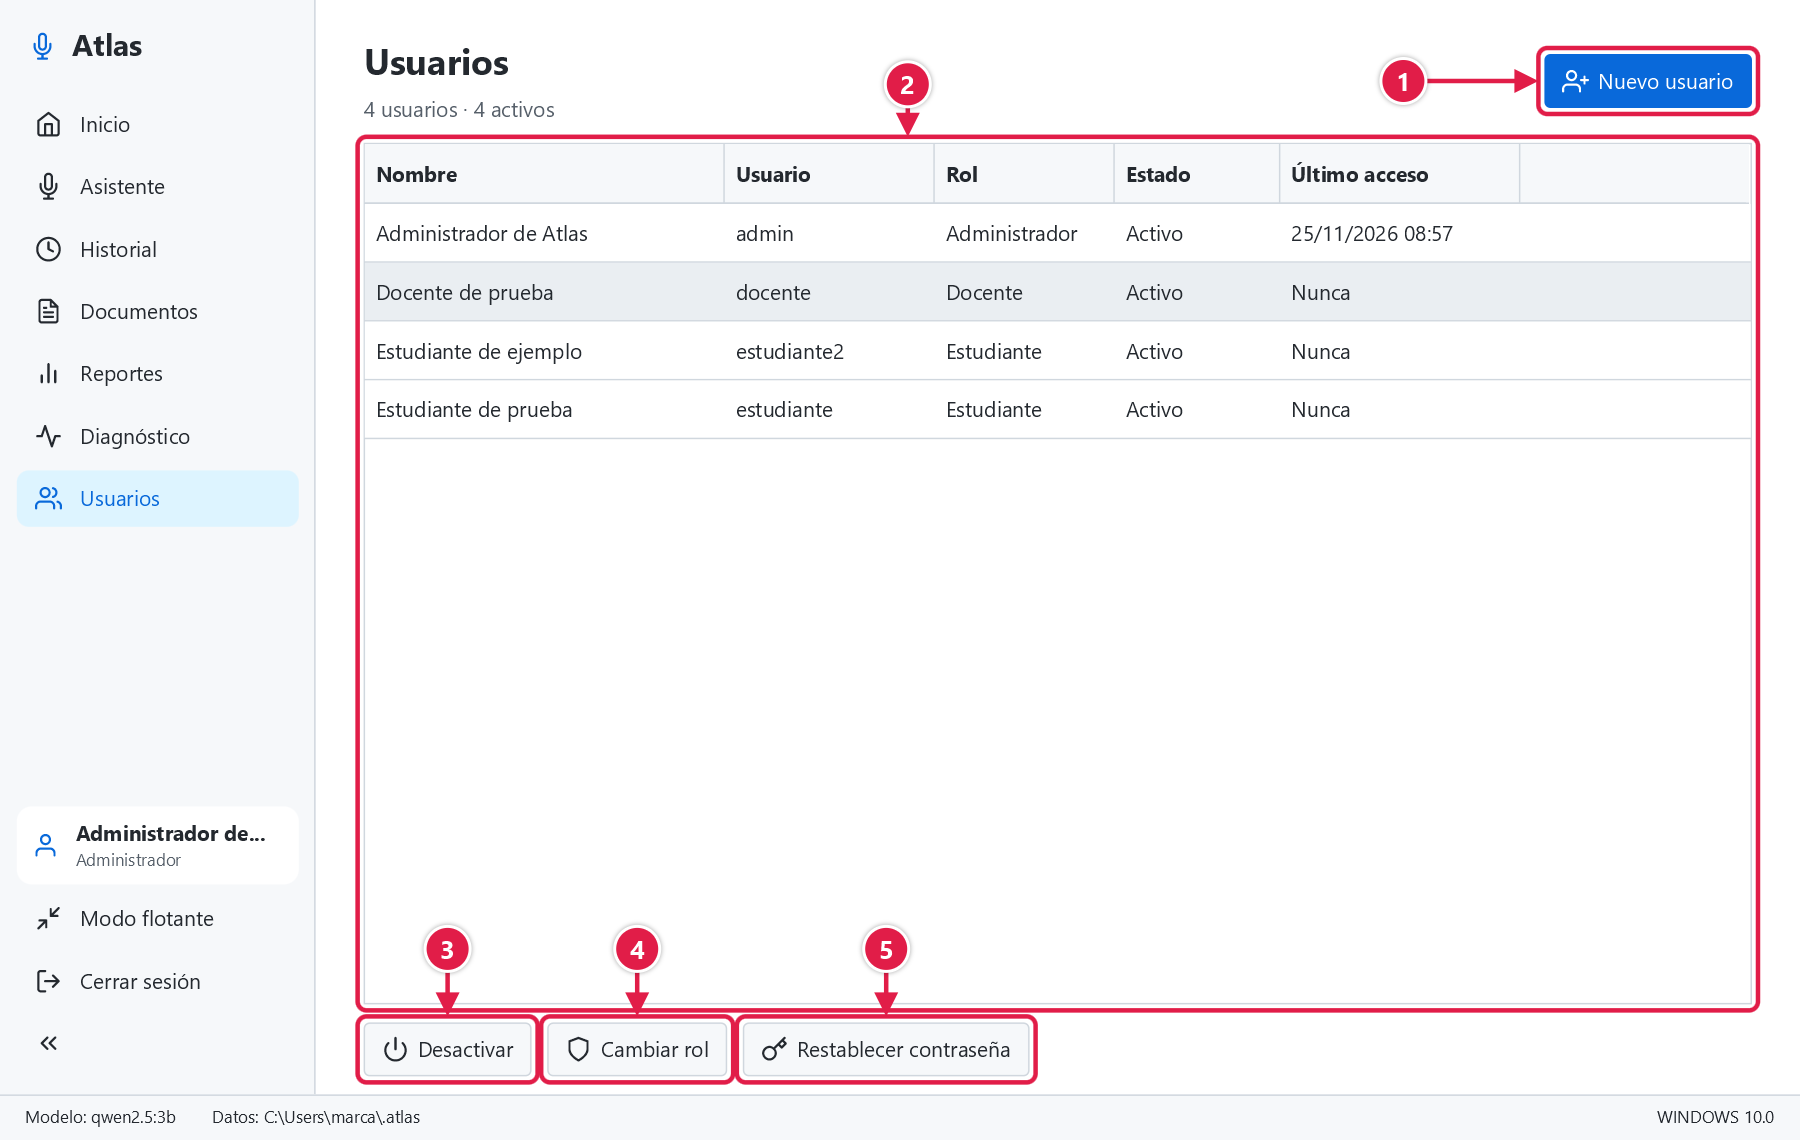 Atlas
Inicio
Asistente
Historial
Documentos
Reportes
Diagnóstico
Usuarios
Administrador de...
Administrador
Modo flotante
Cerrar sesión
Usuarios
4 usuarios · 4 activos
2
1
Nuevo usuario
Nombre Usuario Rol Estado Último acceso
Administrador de Atlas admin Administrador Activo 25/11/2026 08:57
Docente de prueba docente Docente Activo Nunca
Estudiante de ejemplo estudiante2 Estudiante Activo Nunca
Estudiante de prueba estudiante Estudiante Activo Nunca
3 4 5
Desactivar Cambiar rol Restablecer contraseña
Modelo: qwen2.5:3b Datos: C:\Users\marca\.atlas WINDOWS 10.0